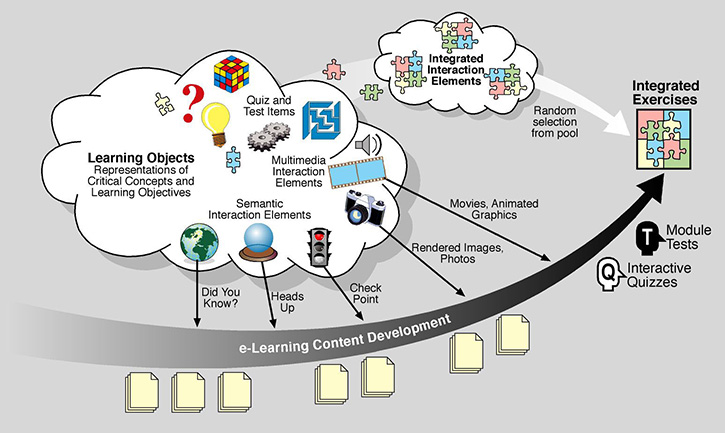 Integrated
Interaction
Elements
Integrated
Exercises
Random
selection
from pool
?
Quiz and
Test Items
Learning Objects
Representations of
Critical Concepts and
Learning Objectives
Multimedia
Interaction
Elements
Semantic
Interaction Elements
Movies, Animated
Graphics
Rendered Images,
Photos
T
Module
Tests
Q
Interactive
Quizzes
Did You
Know?
Heads
Up
Check
Point
e-Learning Content Development